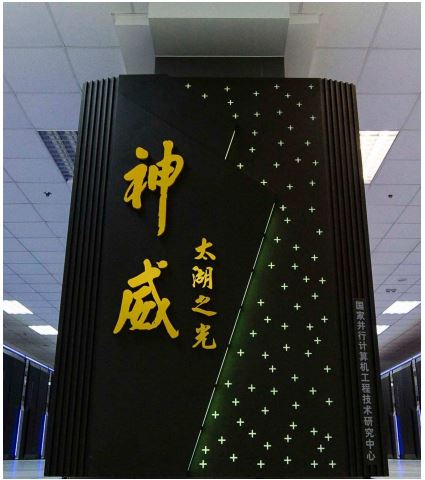 神威
太湖之光
国家并行计算机工程技术研究中心